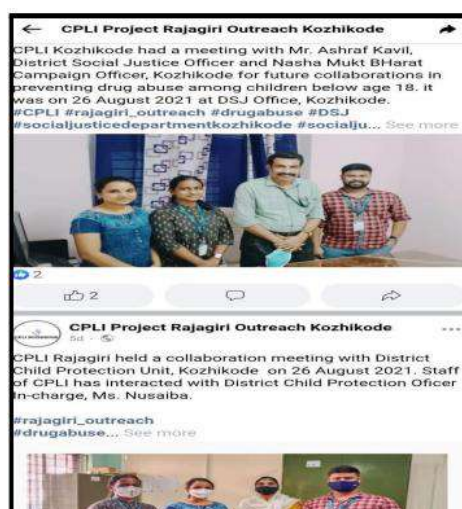 CPLI Project Rajagiri Outreach Kozhikode
CPLI Kozhikode had a meeting with Mr. Ashraf Kavil,
District Social Justice Officer and Nasha Mukt BHarat
Campaign Officer, Kozhikode for future collaborations in
preventing drug abuse among children below age 18. it
was on 26 August 2021 at DSJ Office, Kozhikode.
#CPLI #rajagiri_outreach #drugabuse #DSJ
#socialjusticedepartmentkozhikode #socialju... See more
2
2
CPLI Project Rajagiri Outreach Kozhikode
5d
CPLI Rajagiri held a collaboration meeting with District
Child Protection Unit, Kozhikode on 26 August 2021. Staff
of CPLI has interacted with District Child Protection Oficer
In-charge, Ms. Nusaiba.
#rajagiri_outreach
#drugabuse... See more